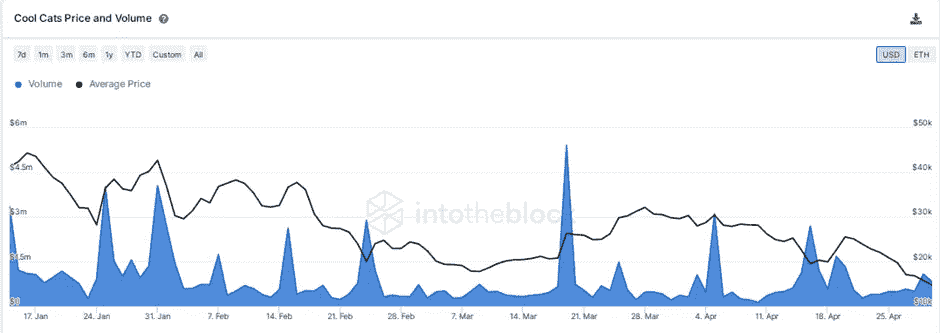 Cool Cats Price and Volume ?
7d 1m 3m 6m 1y YTD Custom All USD ETH
Volume Average Price
$6m $50k
$4.5m $40k
$3m $30k
intotheblock
$1.5m $20k
$0 $10k
17. Jan 24. Jan 31. Jan 7. Feb 14. Feb 21. Feb 28. Feb 7. Mar 14. Mar 21. Mar 28. Mar 4. Apr 11. Apr 18. Apr 25. Apr